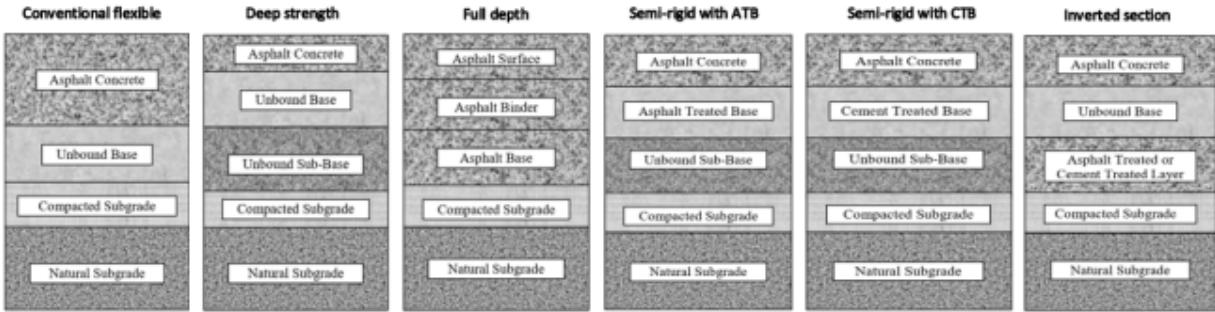 Conventional flexible
Asphalt Concrete
Unbound Base
Compacted Subgrade
Natural Subgrade
Deep strength
Asphalt Concrete
Unbound Base
Unbound Sub-Base
Compacted Subgrade
Natural Subgrade
Full depth
Asphalt Surface
Asphalt Binder
Asphalt Base
Compacted Subgrade
Natural Subgrade
Semi-rigid with ATB
Asphalt Concrete
Asphalt Treated Base
Unbound Sub-Base
Compacted Subgrade
Natural Subgrade
Semi-rigid with CTB
Asphalt Concrete
Cement Treated Base
Unbound Sub-Base
Compacted Subgrade
Natural Subgrade
Inverted section
Asphalt Concrete
Unbound Base
Asphalt Treated or
Cement Treated Layer
Compacted Subgrade
Natural Subgrade